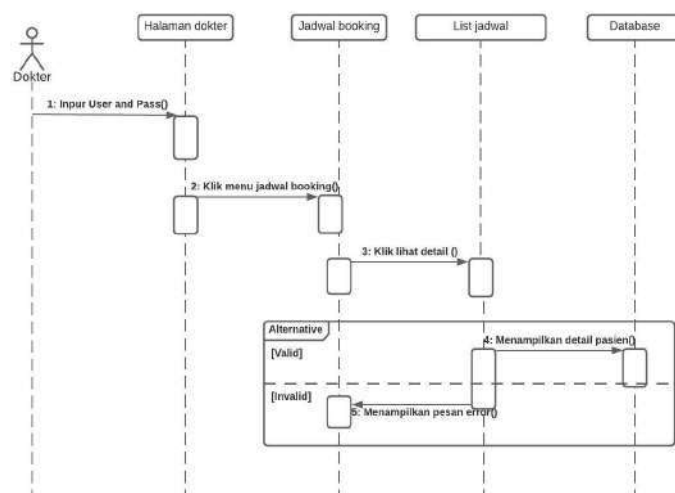 Halaman dokter
Jadwal booking
List jadwal
Database
Dokter
1: Inpur User and Pass()
2: Klik menu jadwal booking()
3: Klik lihat detail ()
Alternative
4: Menampilkan detail pasien()
[Valid]
[Invalid]
5: Menampilkan pesan error()